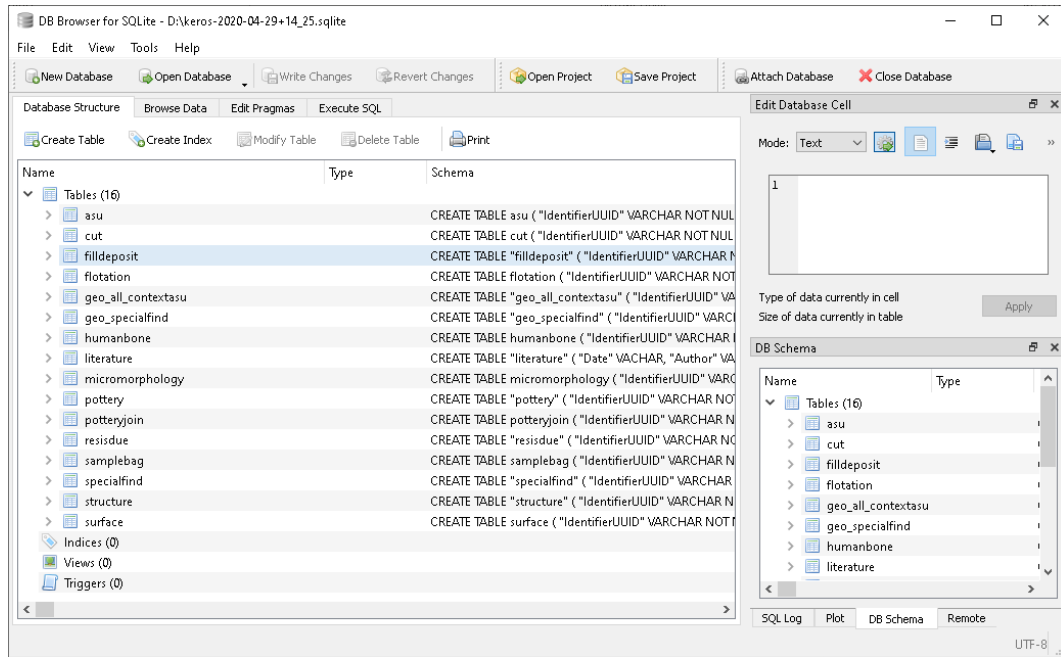 DB Browser for SQLite - D:\keros-2020-04-29+14_25.sqlite
File Edit View Tools Help
New Database Open Database Write Changes Revert Changes Open Project Save Project Attach Database Close Database
Database Structure Browse Data Edit Pragmas Execute SQL
Create Table Create Index Modify Table Delete Table Print
Name Type Schema
Tables (16)
asu CREATE TABLE asu ( "IdentifierUUID" VARCHAR NOT NUL
cut CREATE TABLE cut ( "IdentifierUUID" VARCHAR NOT NUL
filldeposit CREATE TABLE "filldeposit" ( "IdentifierUUID" VARCHAR N
flotation CREATE TABLE flotation ( "IdentifierUUID" VARCHAR NOT
geo_all_contextasu CREATE TABLE "geo_all_contextasu" ( "IdentifierUUID" VA
geo_specialfind CREATE TABLE "geo_specialfind" ( "IdentifierUUID" VARC
humanbone CREATE TABLE humanbone ( "IdentifierUUID" VARCHAR
literature CREATE TABLE "literature" ( "Date" VACHAR, "Author" VA
micromorphology CREATE TABLE micromorphology ( "IdentifierUUID" VARC
pottery CREATE TABLE "pottery" ( "IdentifierUUID" VARCHAR NO
potteryjoin CREATE TABLE potteryjoin ( "IdentifierUUID" VARCHAR N
resisdue CREATE TABLE "resisdue" ( "IdentifierUUID" VARCHAR NO
samplebag CREATE TABLE samplebag ( "IdentifierUUID" VARCHAR N
specialfind CREATE TABLE "specialfind" ( "IdentifierUUID" VARCHAR
structure CREATE TABLE "structure" ( "IdentifierUUID" VARCHAR N
surface CREATE TABLE surface ( "IdentifierUUID" VARCHAR NOT
Indices (0)
Views (0)
Triggers (0)
Edit Database Cell
Mode: Text
1
Type of data currently in cell
Size of data currently in table
Apply
DB Schema
Name Type
Tables (16)
asu
cut
filldeposit
flotation
geo_all_contextasu
geo_specialfind
humanbone
literature
SQL Log Plot DB Schema Remote
UTF-8